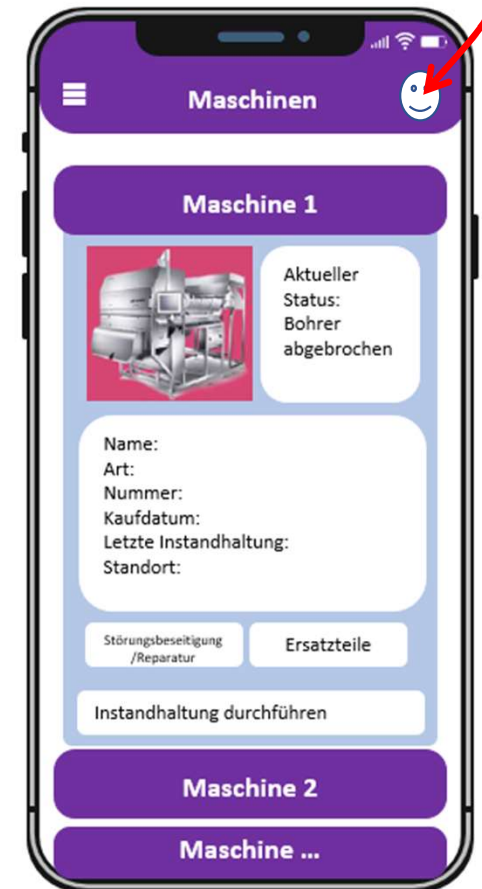 Maschinen
Maschine 1
Aktueller
Status:
Bohrer
abgebrochen
Name:
Art:
Nummer:
Kaufdatum:
Letzte Instandhaltung:
Standort:
Störungsbeseitigung
/Reparatur
Ersatzteile
Instandhaltung durchführen
Maschine 2
Maschine ...